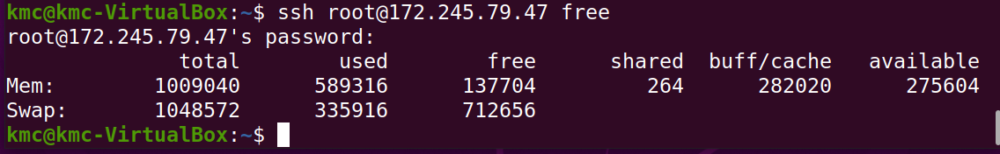 kmc@kmc-VirtualBox:~$ ssh root@172.245.79.47 free
root@172.245.79.47's password:
              total        used        free      shared  buff/cache   available
Mem:        1009040      589316      137704         264      282020      275604
Swap:       1048572      335916      712656
kmc@kmc-VirtualBox:~$